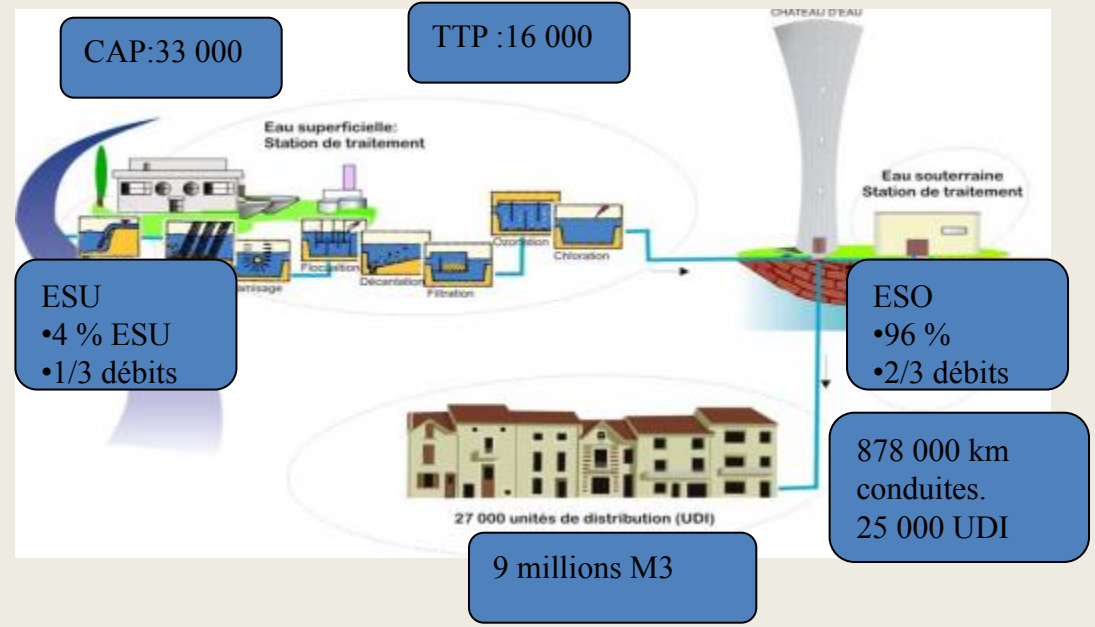 CHATEAU D'EAU
CAP:33 000
TTP :16 000
Eau superficielle:
Station de traitement
Eau souterraine
Station de traitement
Ozonation
Chloration
Floculation
Décantation
Filtration
ESU
•4 % ESU
•1/3 débits
ESO
•96 %
•2/3 débits
878 000 km
conduites.
25 000 UDI
27 000 unités de distribution (UDI)
9 millions M3